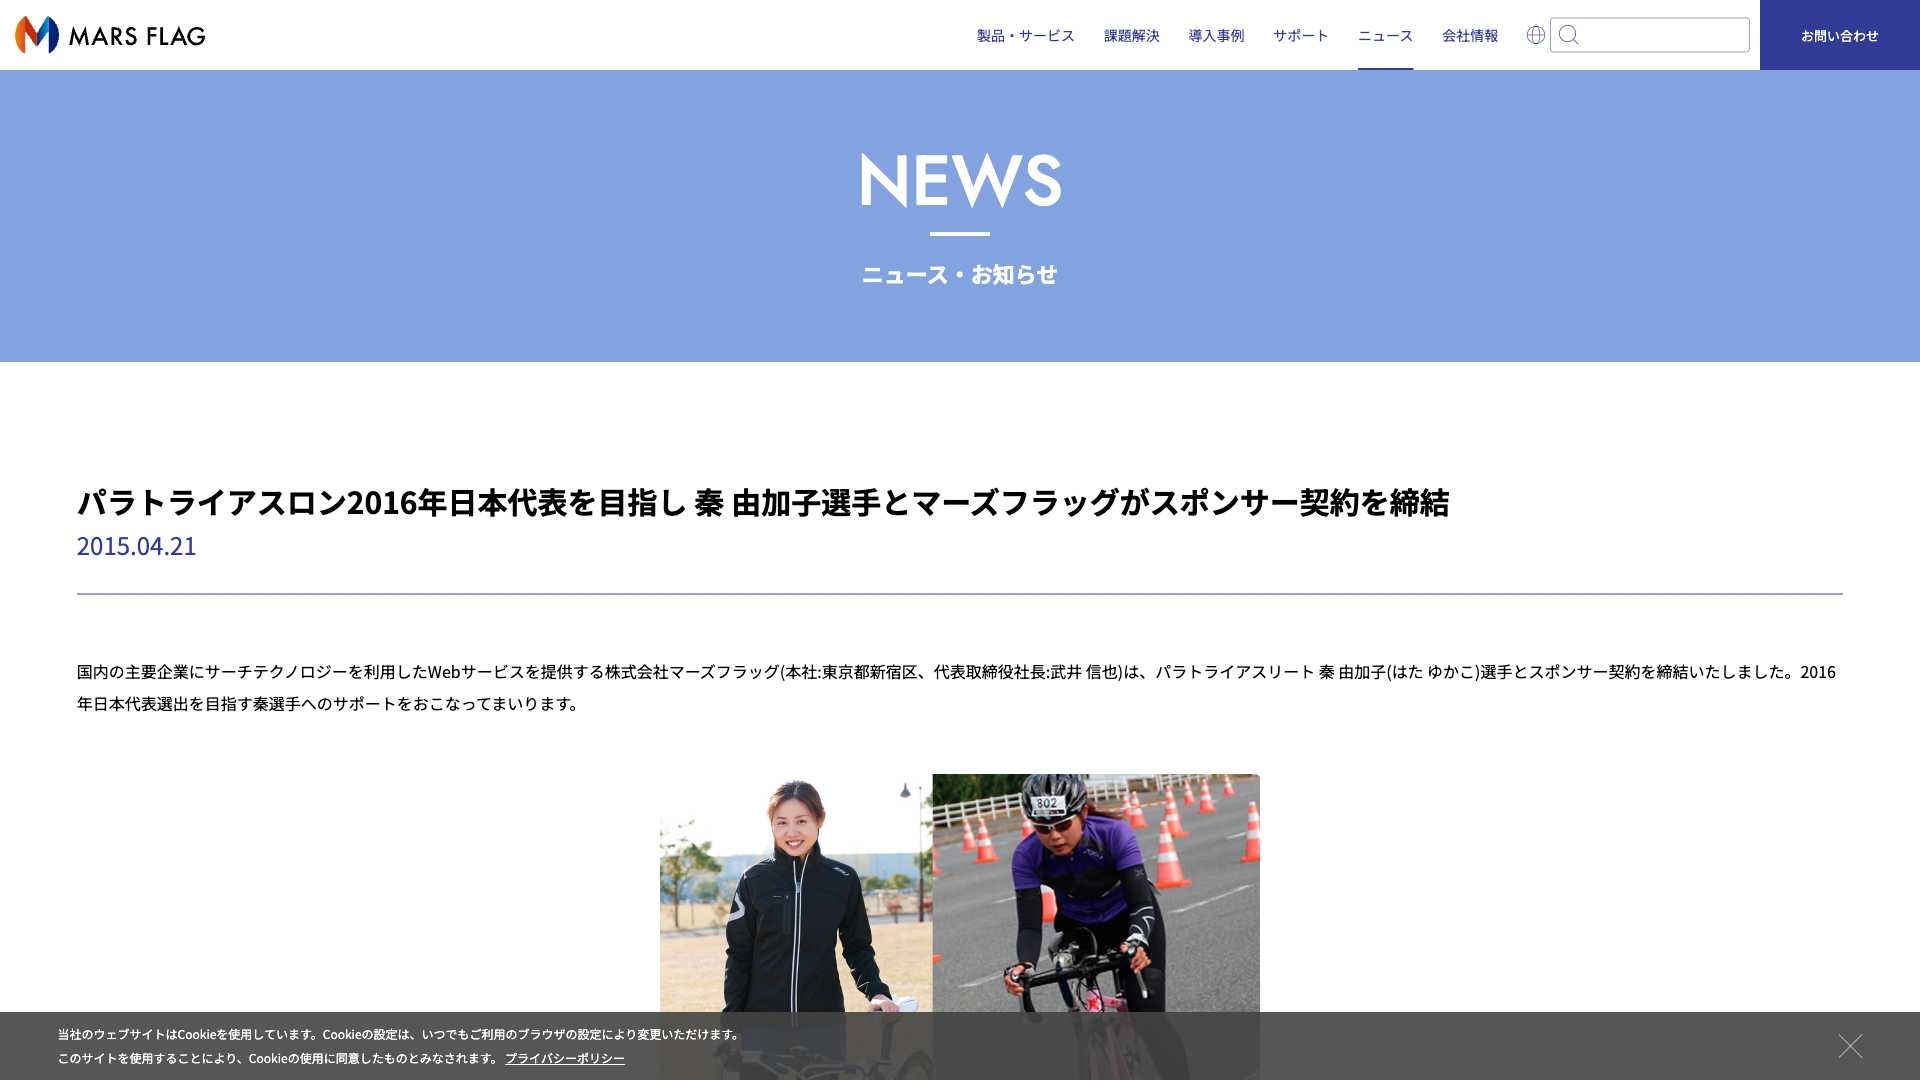 MARS FLAG
製品・サービス 課題解決 導入事例 サポート ニュース 会社情報 お問い合わせ
NEWS
ニュース・お知らせ
パラトライアスロン2016年日本代表を目指し 秦 由加子選手とマーズフラッグがスポンサー契約を締結
2015.04.21
国内の主要企業にサーチテクノロジーを利用したWebサービスを提供する株式会社マーズフラッグ(本社:東京都新宿区、代表取締役社長:武井 信也)は、パラトライアスリート 秦 由加子(はた ゆかこ)選手とスポンサー契約を締結いたしました。2016
年日本代表選出を目指す秦選手へのサポートをおこなってまいります。
802
当社のウェブサイトはCookieを使用しています。Cookieの設定は、いつでもご利用のブラウザの設定により変更いただけます。
このサイトを使用することにより、Cookieの使用に同意したものとみなされます。 プライバシーポリシー